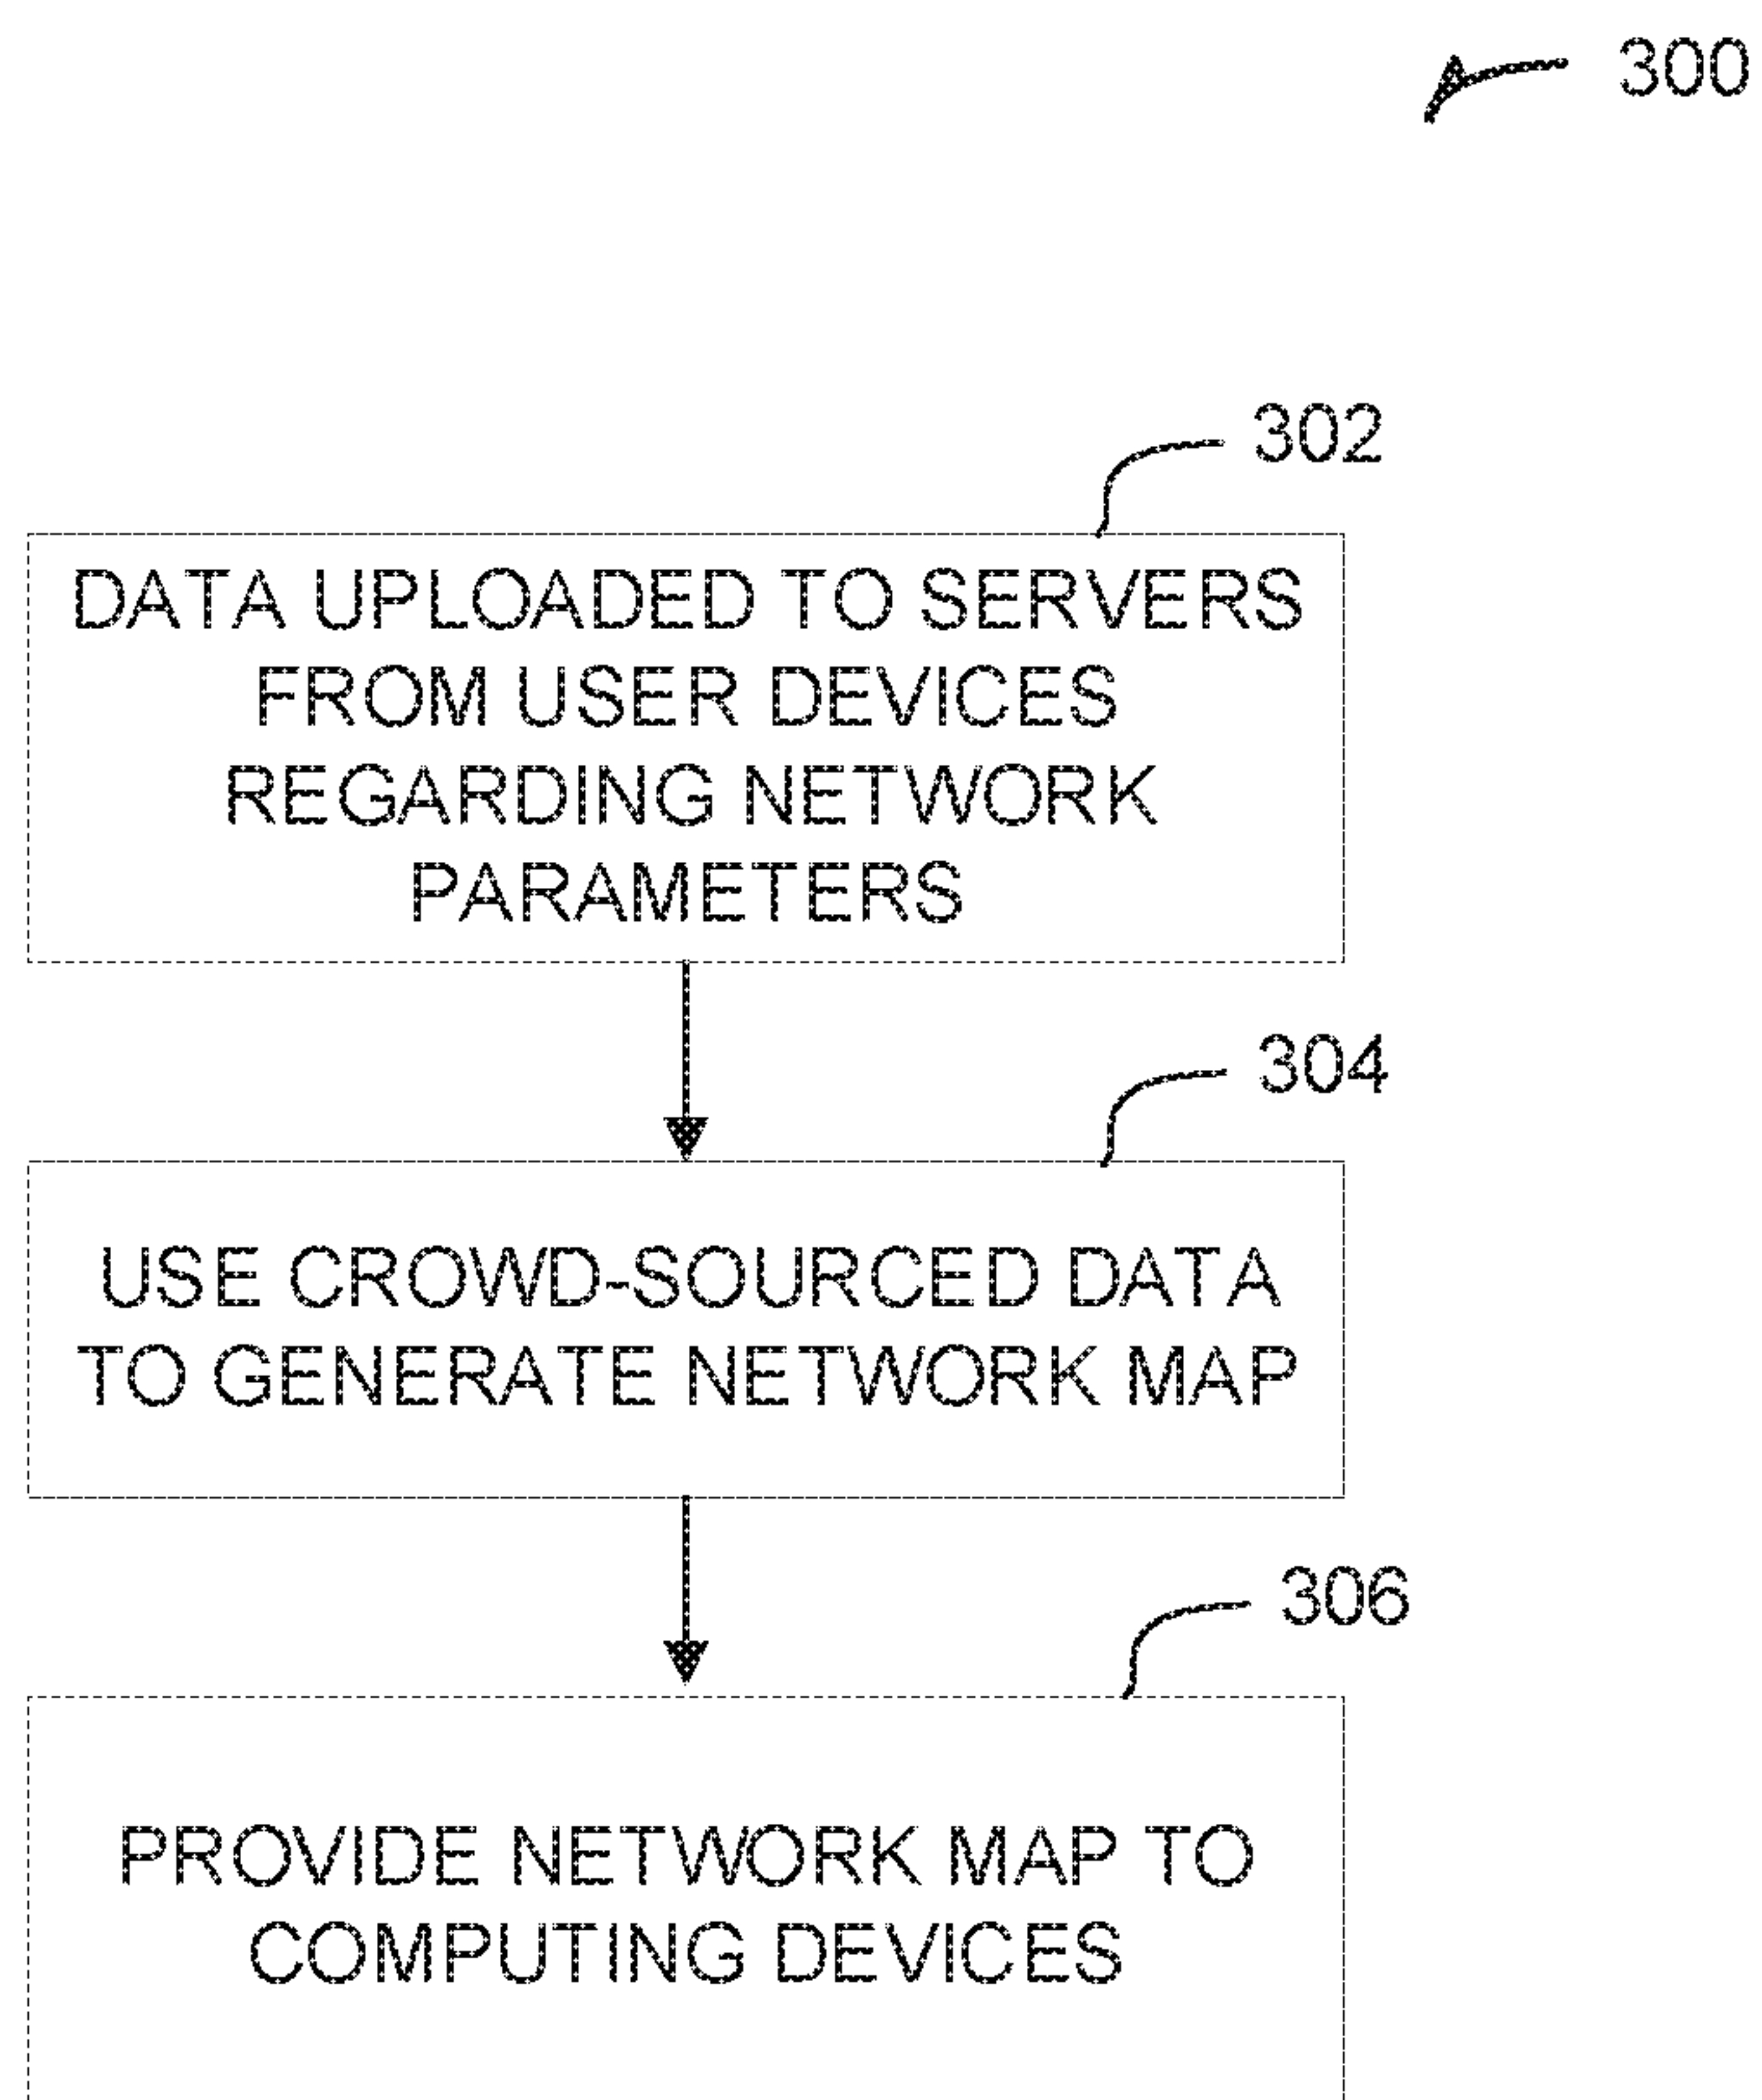 300
302
DATA UPLOADED TO SERVERS
FROM USER DEVICES
REGARDING NETWORK
PARAMETERS
304
USE CROWD-SOURCED DATA
TO GENERATE NETWORK MAP
306
PROVIDE NETWORK MAP TO
COMPUTING DEVICES